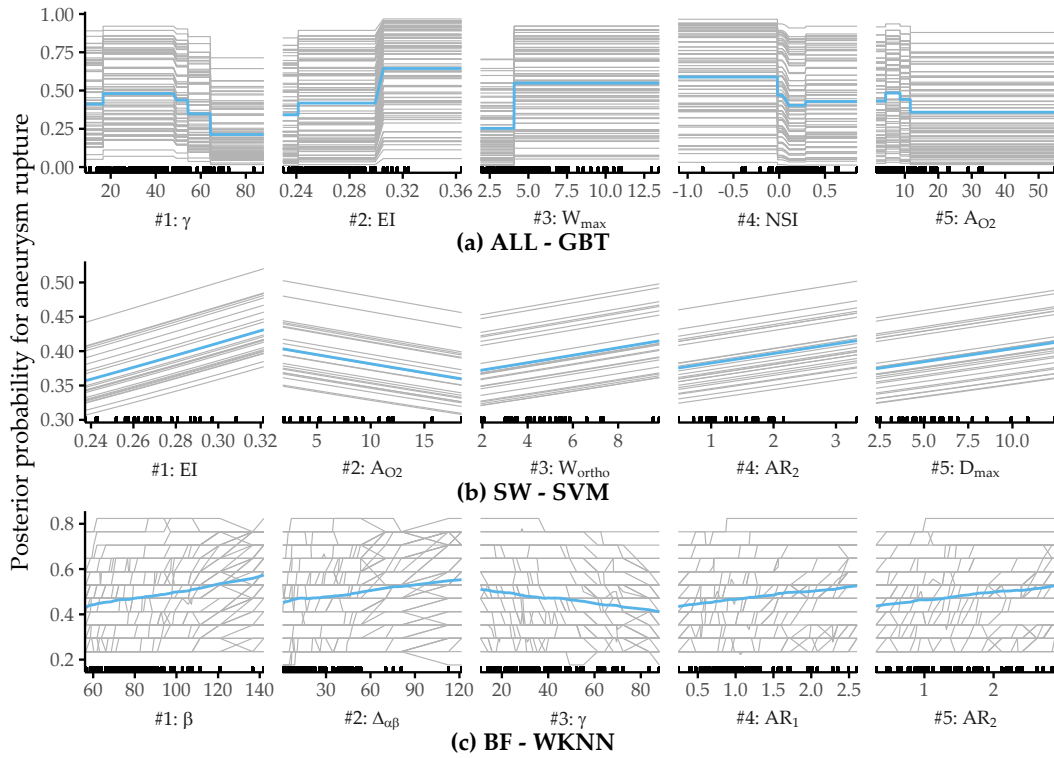 Posterior probability for aneurysm rupture
1.00
0.75
0.50
0.25
0.00
20 40 60 80
0.24 0.28 0.32 0.36
2.5 5.0 7.5 10.0 12.5
-1.0 -0.5 0.0 0.5
10 20 30 40 50
#1: γ
#2: EI
#3: Wmax
#4: NSI
#5: AO2
(a) ALL - GBT
0.50
0.45
0.40
0.35
0.30
0.24 0.26 0.28 0.30 0.32
5 10 15
2 4 6 8
1 2 3
2.5 5.0 7.5 10.0
#1: EI
#2: AO2
#3: Wortho
#4: AR2
#5: Dmax
(b) SW - SVM
0.8
0.6
0.4
0.2
60 80 100 120 140
30 60 90 120
20 40 60 80
0.5 1.0 1.5 2.0 2.5
1 2
#1: β
#2: Δαβ
#3: γ
#4: AR1
#5: AR2
(c) BF - WKNN